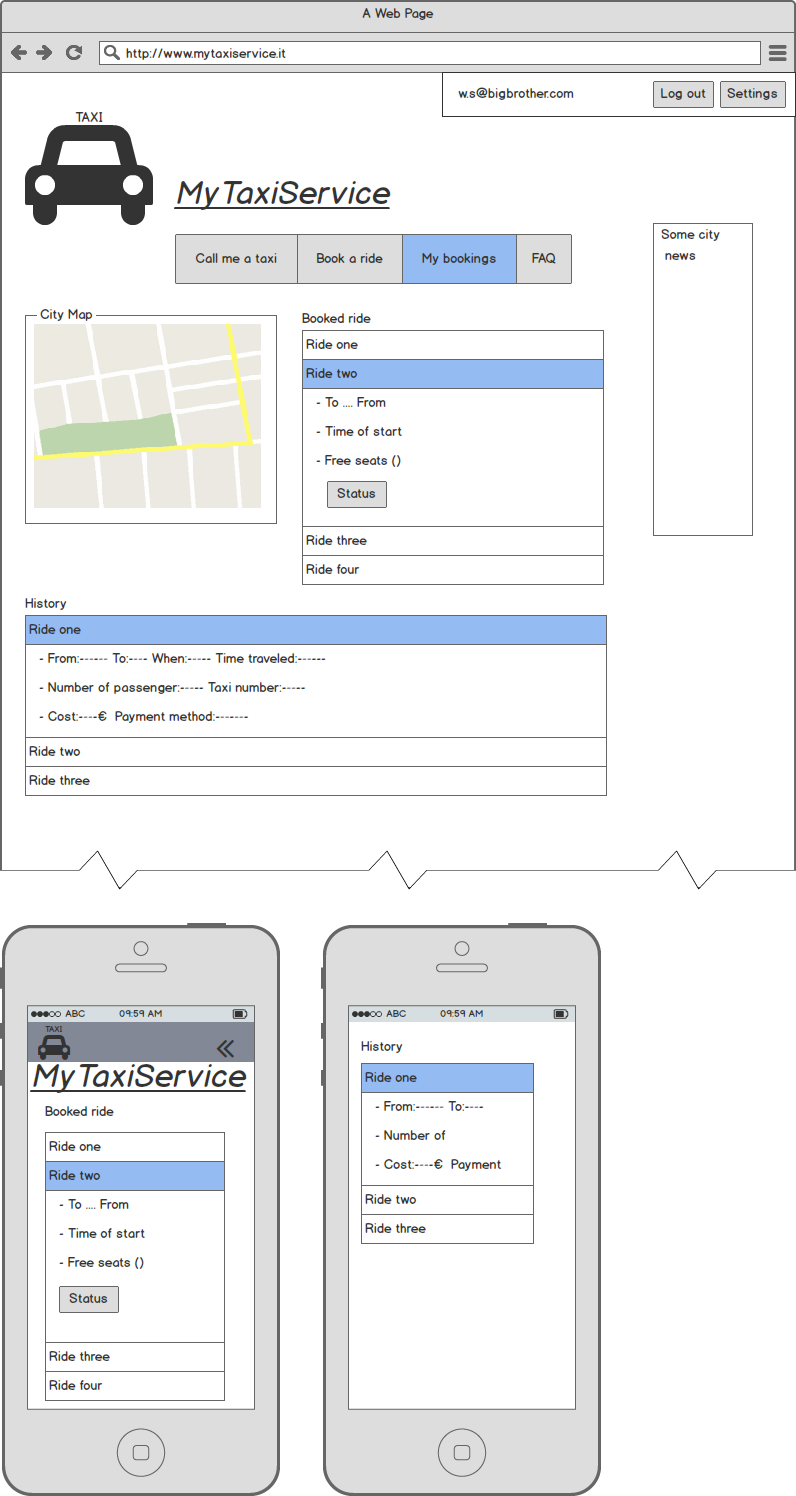 A Web Page
http://www.mytaxiservice.it
w.s@bigbrother.com
Log out
Settings
TAXI
MyTaxiService
Call me a taxi
Book a ride
My bookings
FAQ
Some city
news
City Map
Booked ride
Ride one
Ride two
- To .... From
- Time of start
- Free seats ()
Status
Ride three
Ride four
History
Ride one
- From:------ To:---- When:----- Time traveled:------
- Number of passenger:----- Taxi number:-----
- Cost:----€ Payment method:-------
Ride two
Ride three
ABC 09:59 AM
TAXI
MyTaxiService
Booked ride
Ride one
Ride two
- To .... From
- Time of start
- Free seats ()
Status
Ride three
Ride four
ABC 09:59 AM
History
Ride one
- From:------ To:----
- Number of
- Cost:----€ Payment
Ride two
Ride three